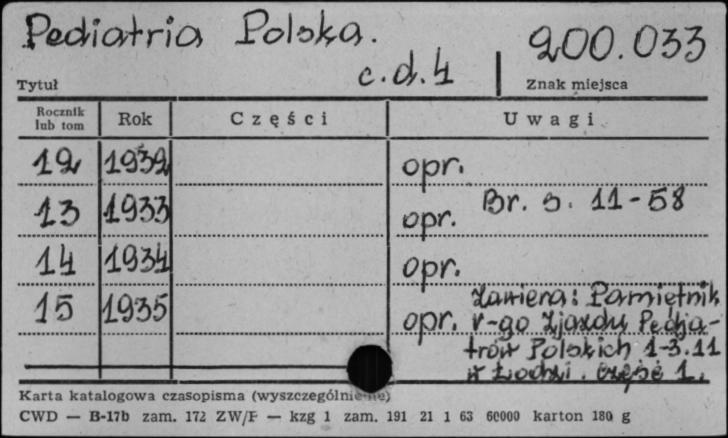 Pediatria Polska.
200.033
c.d. 4
Tytuł
Znak miejsca
Rocznik lub tom
Rok
Części
Uwagi
12 1932 opr.
13 1933 opr. Br. s. 11-58
14 1934 opr.
15 1935 opr. Zawiera: Pamiętnik
V-go Zjazdu Pedja-
trów Polskich 1-3.11
w Łodzi. Część 1.
Karta katalogowa czasopisma (wyszczególnienie)
CWD — B-17b zam. 172 ZW/F — kzg 1 zam. 191 21 1 63 60000 karton 180 g